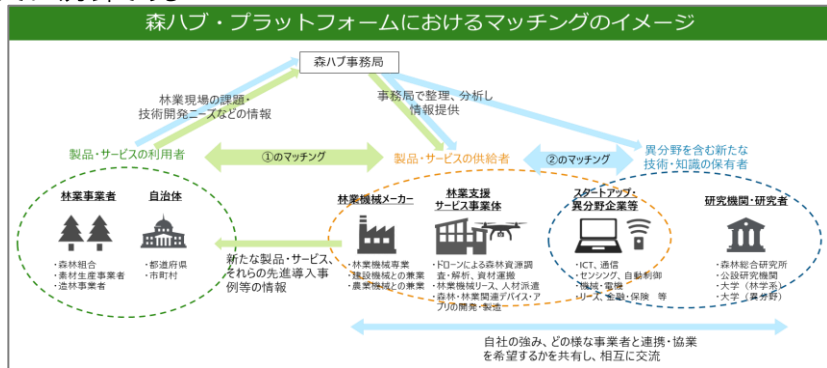 森ハブ・プラットフォームにおけるマッチングのイメージ
森ハブ事務局
林業現場の課題・
技術開発ニーズなどの情報
事務局で整理、分析し
情報提供
製品・サービスの利用者
①のマッチング
製品・サービスの供給者
②のマッチング
異分野を含む新たな
技術・知識の保有者
林業事業者
・森林組合
・素材生産事業者
・造林事業者
自治体
・都道府県
・市町村
新たな製品・サービス、
それらの先進導入事
例等の情報
林業機械メーカー
・林業機械専業
・建設機械との兼業
・農業機械との兼業
林業支援
サービス事業体
・ドローンによる森林資源調
査・解析、資材運搬
・林業機械リース、人材派遣
・森林・林業関連デバイス・ア
プリの開発・製造
スタートアップ・
異分野企業等
・ICT、通信
・センシング、自動制御
・機械・電機
・リース、金融・保険 等
研究機関・研究者
・森林総合研究所
・公設研究機関
・大学（林学系）
・大学（異分野）
自社の強み、どの様な事業者と連携・協業
を希望するかを共有し、相互に交流